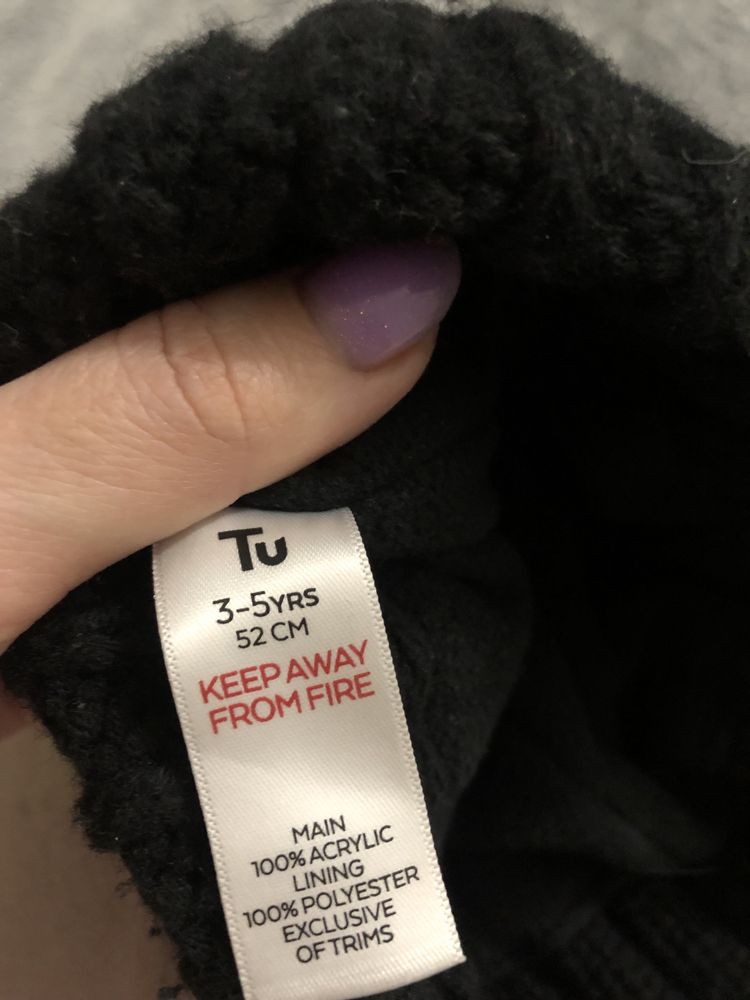 Tu
3-5YRS
52 CM
KEEP AWAY
FROM FIRE
MAIN
100% ACRYLIC
LINING
100% POLYESTER
EXCLUSIVE
OF TRIMS